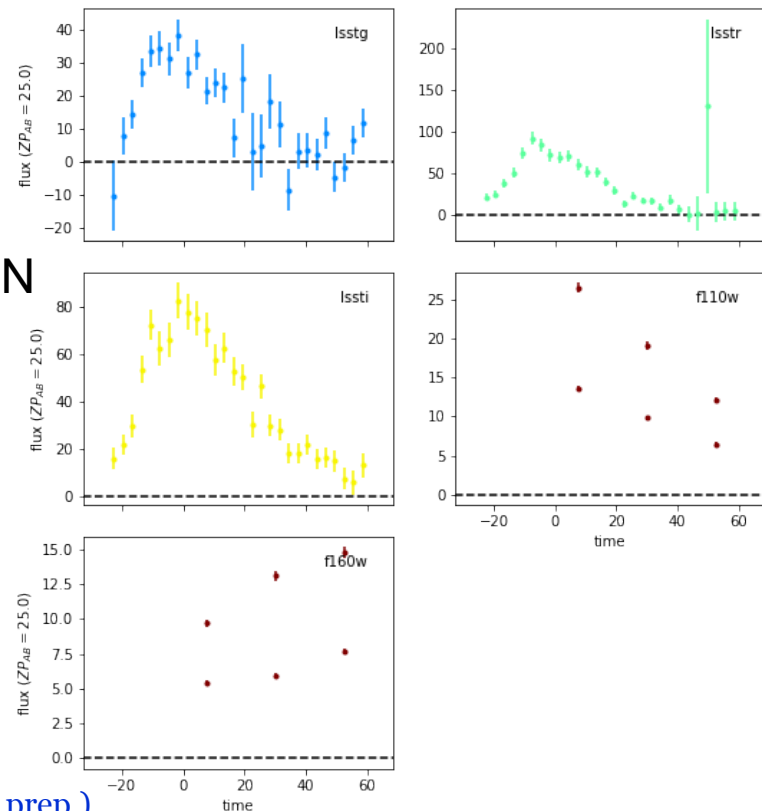 lsstg
40
30
20
10
0
−10
−20
flux (ZP_AB = 25.0)
lsstr
200
150
100
50
0
N
lssti
80
60
40
20
0
flux (ZP_AB = 25.0)
f110w
25
20
15
10
5
0
−20 0 20 40 60
time
f160w
15.0
12.5
10.0
7.5
5.0
2.5
0.0
flux (ZP_AB = 25.0)
−20 0 20 40 60
time
prep.)